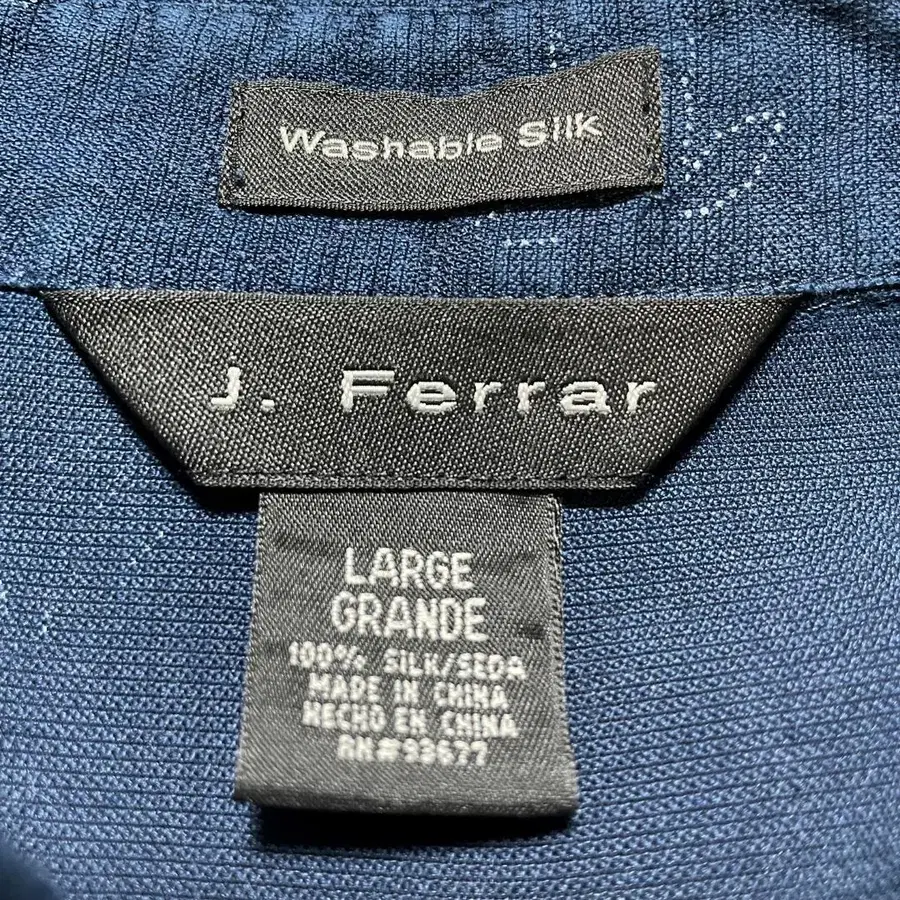 Washable Silk
J. Ferrar
LARGE
GRANDE
100% SILK/SEDA
MADE IN CHINA
HECHO EN CHINA
RN#93677